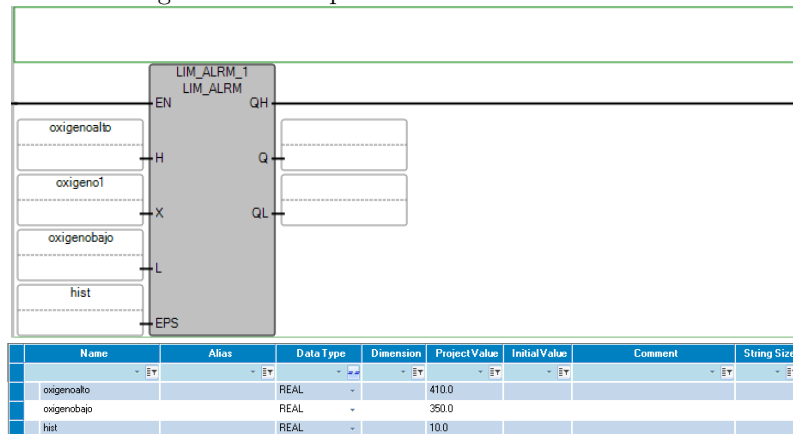 LIM_ALRM_1
LIM_ALRM
EN QH
oxigenoalto
H Q
oxigeno1
X QL
oxigenobajo
L
hist
EPS
Name Alias Data Type Dimension Project Value Initial Value Comment String Size
oxigenoalto REAL 410.0
oxigenobajo REAL 350.0
hist REAL 10.0